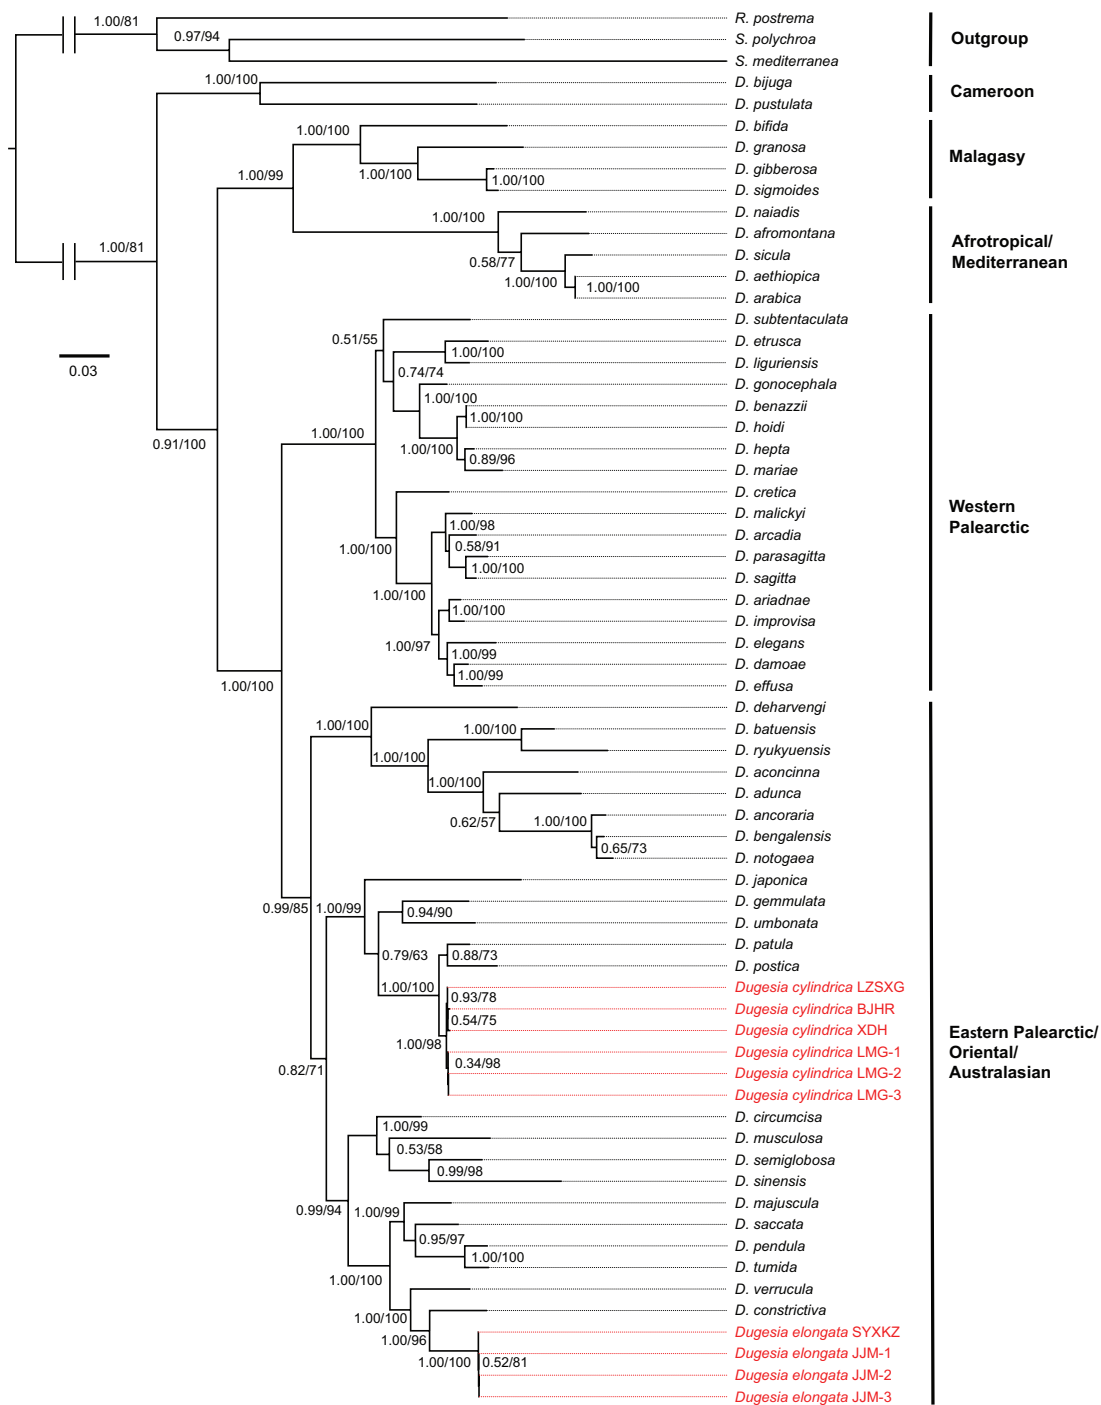 1.00/81
R. postrema
0.97/94
S. polychroa
Outgroup
S. mediterranea
1.00/100
D. bijuga
Cameroon
D. pustulata
1.00/100
D. bifida
D. granosa
Malagasy
1.00/99
1.00/100
D. gibberosa
1.00/100
D. sigmoides
1.00/100
D. naiadis
D. afromontana
Afrotropical/
Mediterranean
1.00/81
0.58/77
D. sicula
1.00/100
D. aethiopica
1.00/100
D. arabica
D. subtentaculata
0.51/55
D. etrusca
1.00/100
D. liguriensis
0.03
0.74/74
D. gonocephala
1.00/100
D. benazzii
1.00/100
D. hoidi
1.00/100
0.91/100
1.00/100
D. hepta
0.89/96
D. mariae
D. cretica
Western
Palearctic
D. malickyi
1.00/98
D. arcadia
1.00/100
0.58/91
D. parasagitta
1.00/100
D. sagitta
1.00/100
D. ariadnae
1.00/100
D. improvisa
1.00/97
D. elegans
1.00/99
D. damoae
1.00/99
D. effusa
1.00/100
D. deharvengi
1.00/100
1.00/100
D. batuensis
D. ryukyuensis
1.00/100
D. aconcinna
1.00/100
D. adunca
0.62/57
1.00/100
D. ancoraria
D. bengalensis
0.65/73
D. notogaea
D. japonica
0.99/85
1.00/99
D. gemmulata
0.94/90
D. umbonata
D. patula
0.79/63
0.88/73
D. postica
1.00/100
Dugesia cylindrica LZSXG
0.93/78
Dugesia cylindrica BJHR
0.54/75
Dugesia cylindrica XDH
Eastern Palearctic/
Oriental/
Australasian
1.00/98
Dugesia cylindrica LMG-1
0.34/98
0.82/71
Dugesia cylindrica LMG-2
Dugesia cylindrica LMG-3
D. circumcisa
1.00/99
D. musculosa
0.53/58
D. semiglobosa
0.99/98
D. sinensis
0.99/94
1.00/99
D. majuscula
D. saccata
0.95/97
D. pendula
1.00/100
D. tumida
1.00/100
D. verrucula
D. constrictiva
1.00/100
Dugesia elongata SYXKZ
1.00/96
Dugesia elongata JJM-1
1.00/100
0.52/81
Dugesia elongata JJM-2
Dugesia elongata JJM-3